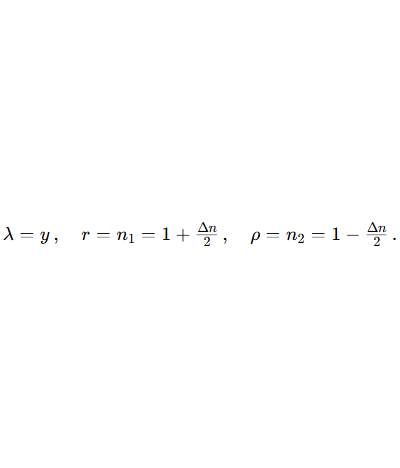 λ = y , r = n₁ = 1 + Δn/2 , ρ = n₂ = 1 − Δn/2 .